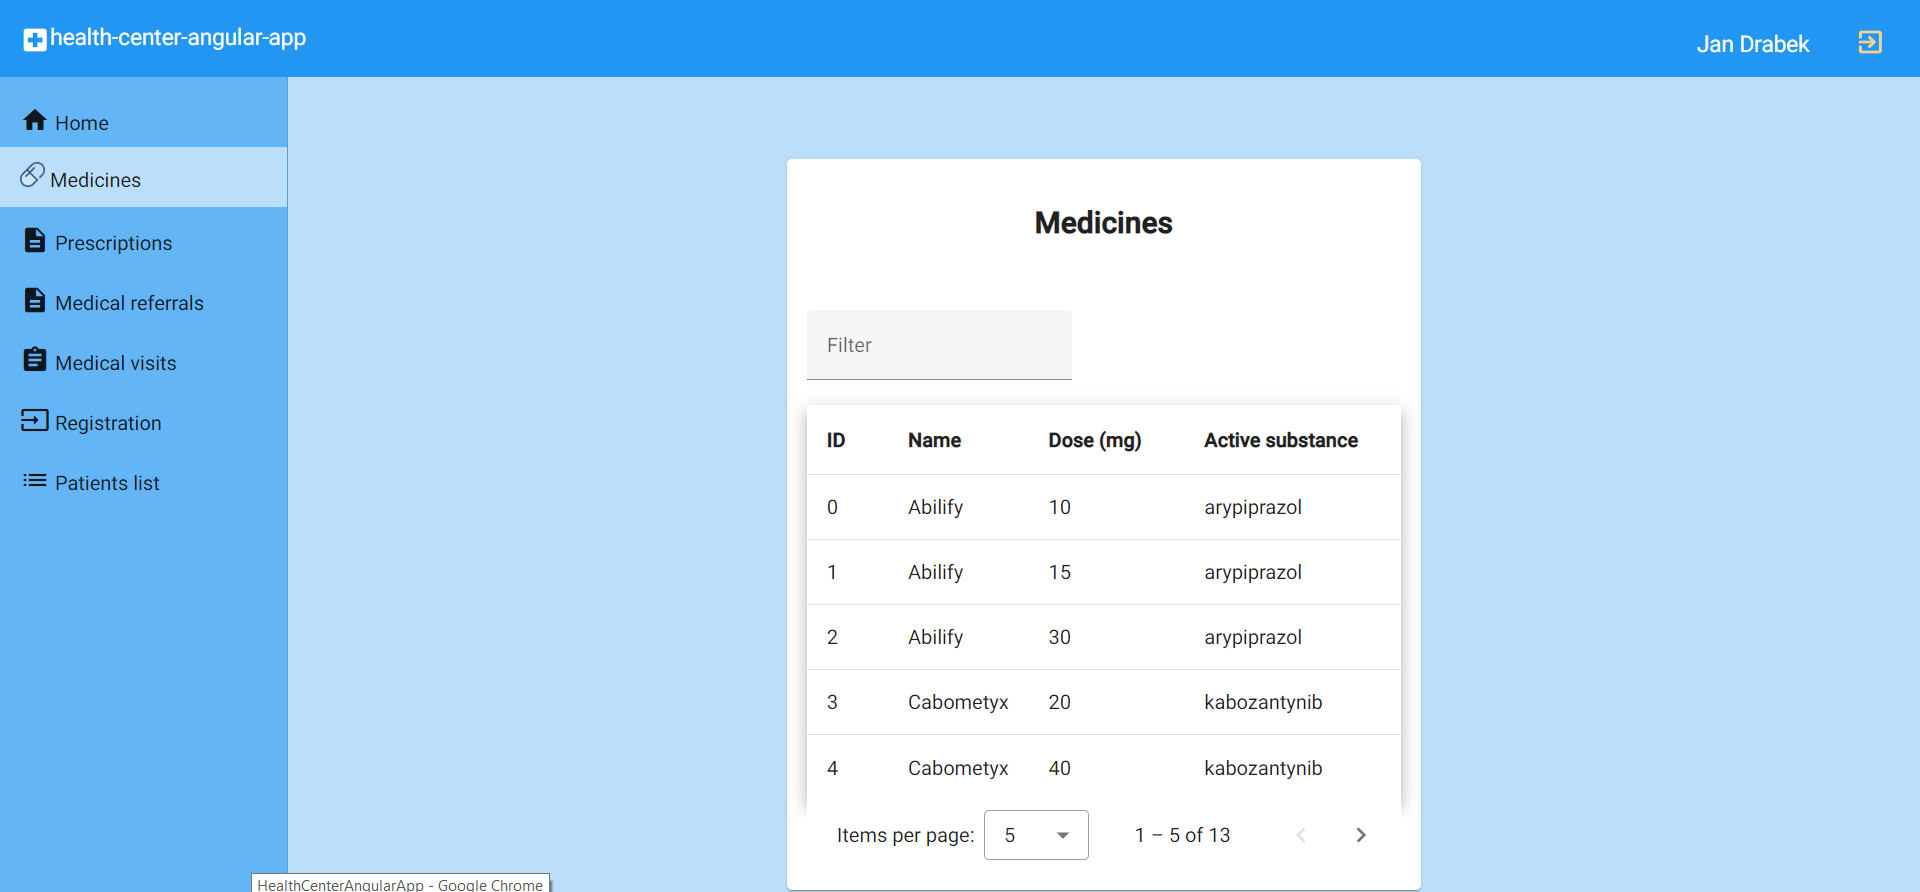 health-center-angular-app
Jan Drabek
Home
Medicines
Prescriptions
Medical referrals
Medical visits
Registration
Patients list
Medicines
Filter
ID Name Dose (mg) Active substance
0 Abilify 10 arypiprazol
1 Abilify 15 arypiprazol
2 Abilify 30 arypiprazol
3 Cabometyx 20 kabozantynib
4 Cabometyx 40 kabozantynib
Items per page: 5 1 – 5 of 13
HealthCenterAngularApp - Google Chrome